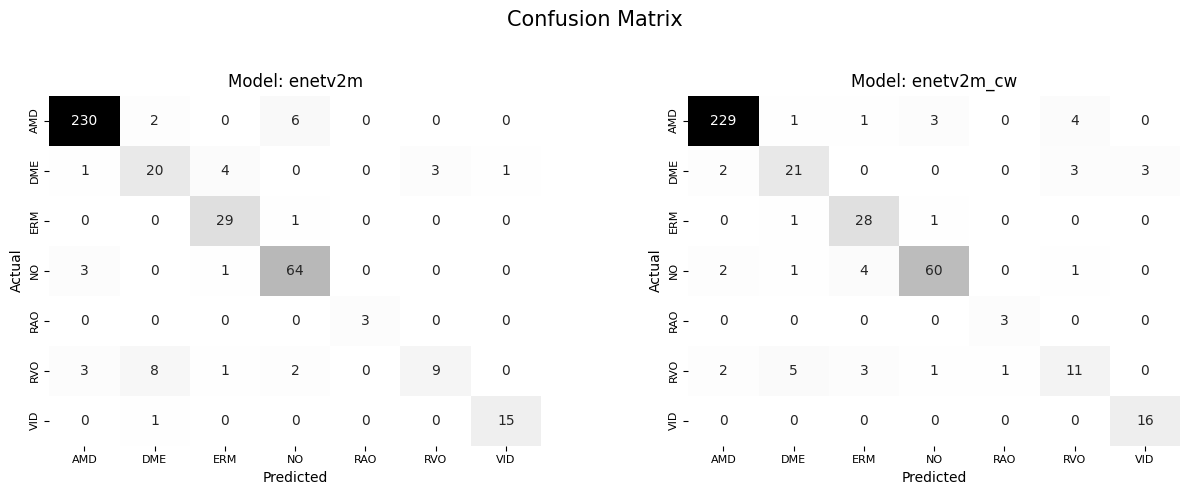 Confusion Matrix
Model: enetv2m
Actual
AMD 230 2 0 6 0 0 0
DME 1 20 4 0 0 3 1
ERM 0 0 29 1 0 0 0
NO 3 0 1 64 0 0 0
RAO 0 0 0 0 3 0 0
RVO 3 8 1 2 0 9 0
VID 0 1 0 0 0 0 15
AMD DME ERM NO RAO RVO VID
Predicted
Model: enetv2m_cw
Actual
AMD 229 1 1 3 0 4 0
DME 2 21 0 0 0 3 3
ERM 0 1 28 1 0 0 0
NO 2 1 4 60 0 1 0
RAO 0 0 0 0 3 0 0
RVO 2 5 3 1 1 11 0
VID 0 0 0 0 0 0 16
AMD DME ERM NO RAO RVO VID
Predicted